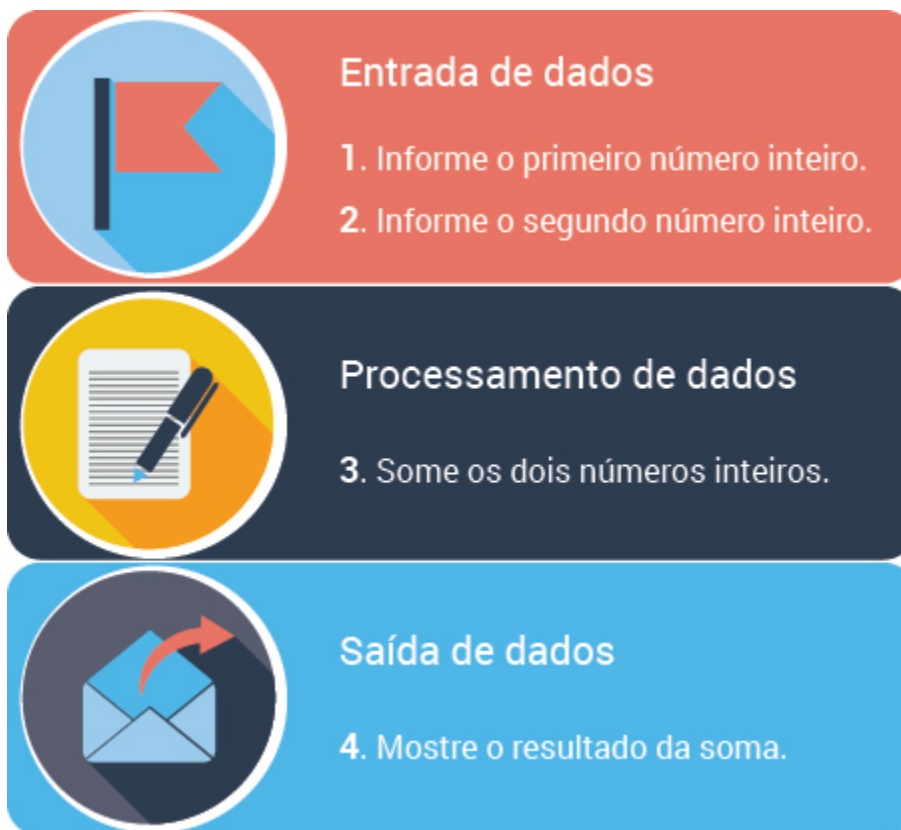 Entrada de dados
1. Informe o primeiro número inteiro.
2. Informe o segundo número inteiro.
Processamento de dados
3. Some os dois números inteiros.
Saída de dados
4. Mostre o resultado da soma.